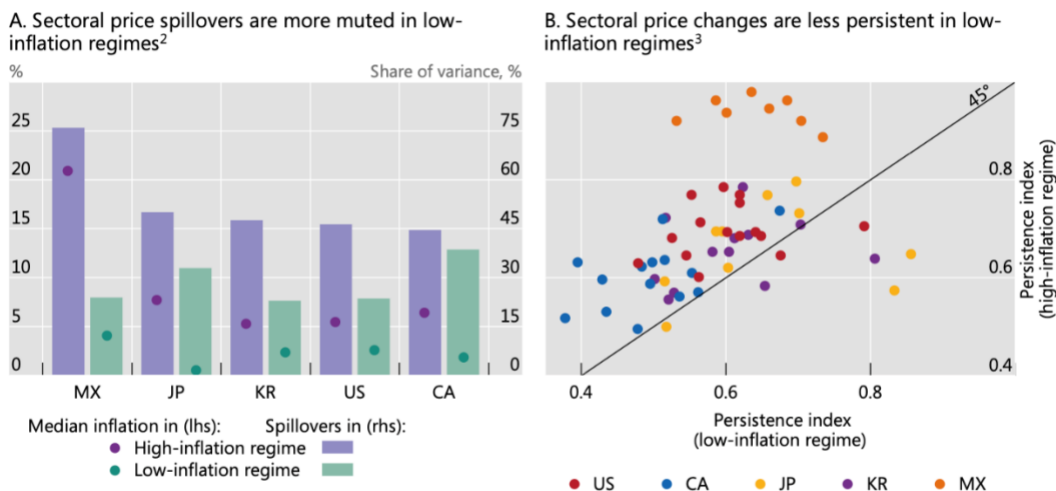 A. Sectoral price spillovers are more muted in low-
inflation regimes2
%
Share of variance, %
25
20
15
10
5
0
75
60
45
30
15
0
MX JP KR US CA
Median inflation in (lhs): Spillovers in (rhs):
High-inflation regime
Low-inflation regime
B. Sectoral price changes are less persistent in low-
inflation regimes3
45°
0.8
0.6
0.4
Persistence index
(high-inflation regime)
0.4 0.6 0.8
Persistence index
(low-inflation regime)
US CA JP KR MX